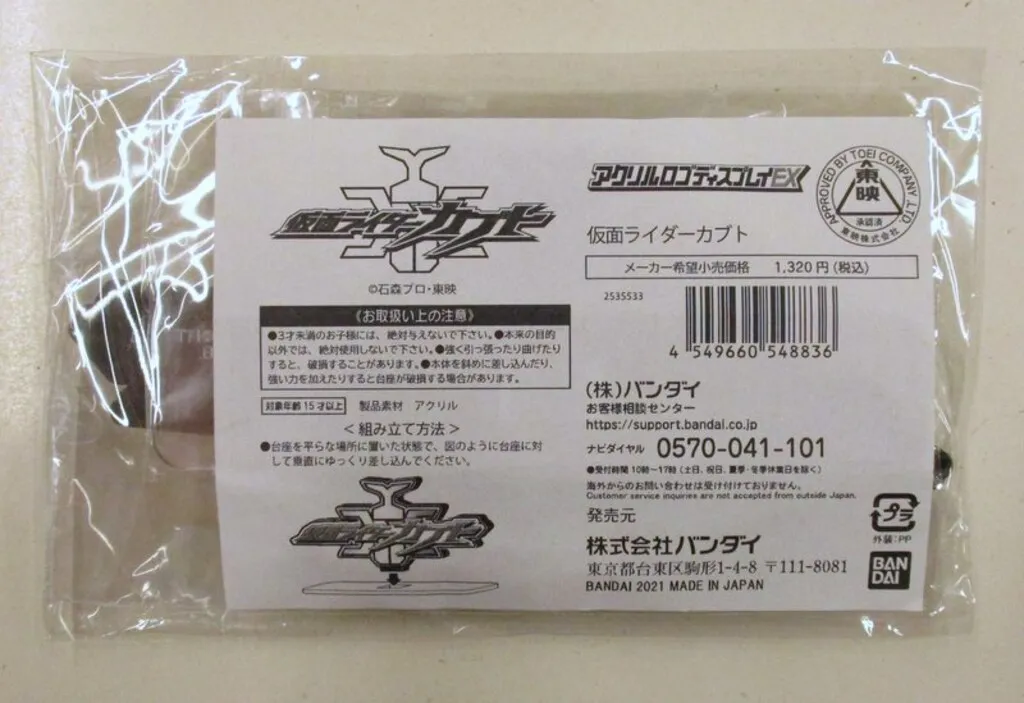 仮面ライダーカブト
©石森プロ・東映
《お取扱い上の注意》
●3才未満のお子様には、絶対与えないで下さい。●本来の目的
以外では、絶対使用しないで下さい。●強く引っ張ったり曲げたり
すると、破損することがあります。●本体を斜めに差し込んだり、
強い力を加えたりすると台座が破損する場合があります。
対象年齢15才以上 製品素材 アクリル
＜組み立て方法＞
●台座を平らな場所に置いた状態で、図のように台座に対
して垂直にゆっくり差し込んでください。
仮面ライダーカブト
アクリルロゴディスプレイEX
APPROVED BY TOEI COMPANY, LTD
東映
承認済
東映株式会社
仮面ライダーカブト
メーカー希望小売価格 1,320円(税込)
2535533
4 549660 548836
(株)バンダイ
お客様相談センター
https://support.bandai.co.jp
ナビダイヤル 0570-041-101
●受付時間 10時～17時(土日、祝日、夏季・冬季休業日を除く)
海外からのお問い合わせは受け付けておりません。
Customer service inquiries are not accepted from outside Japan.
発売元
株式会社バンダイ
東京都台東区駒形1-4-8 〒111-8081
BANDAI 2021 MADE IN JAPAN
プラ
外装:PP
BAN
DAI